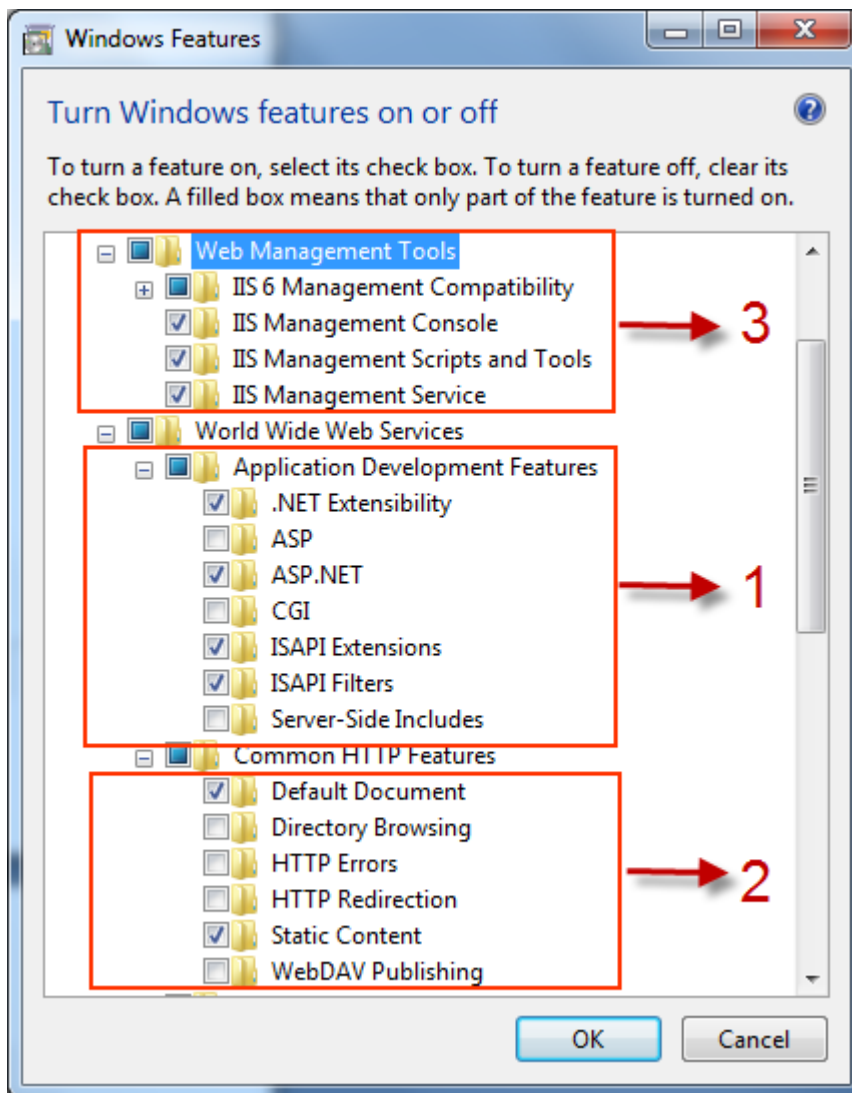 Windows Features
Turn Windows features on or off
To turn a feature on, select its check box. To turn a feature off, clear its
check box. A filled box means that only part of the feature is turned on.
Web Management Tools
IIS 6 Management Compatibility
IIS Management Console
3
IIS Management Scripts and Tools
IIS Management Service
World Wide Web Services
Application Development Features
.NET Extensibility
ASP
ASP.NET
1
CGI
ISAPI Extensions
ISAPI Filters
Server-Side Includes
Common HTTP Features
Default Document
Directory Browsing
HTTP Errors
2
HTTP Redirection
Static Content
WebDAV Publishing
OK
Cancel